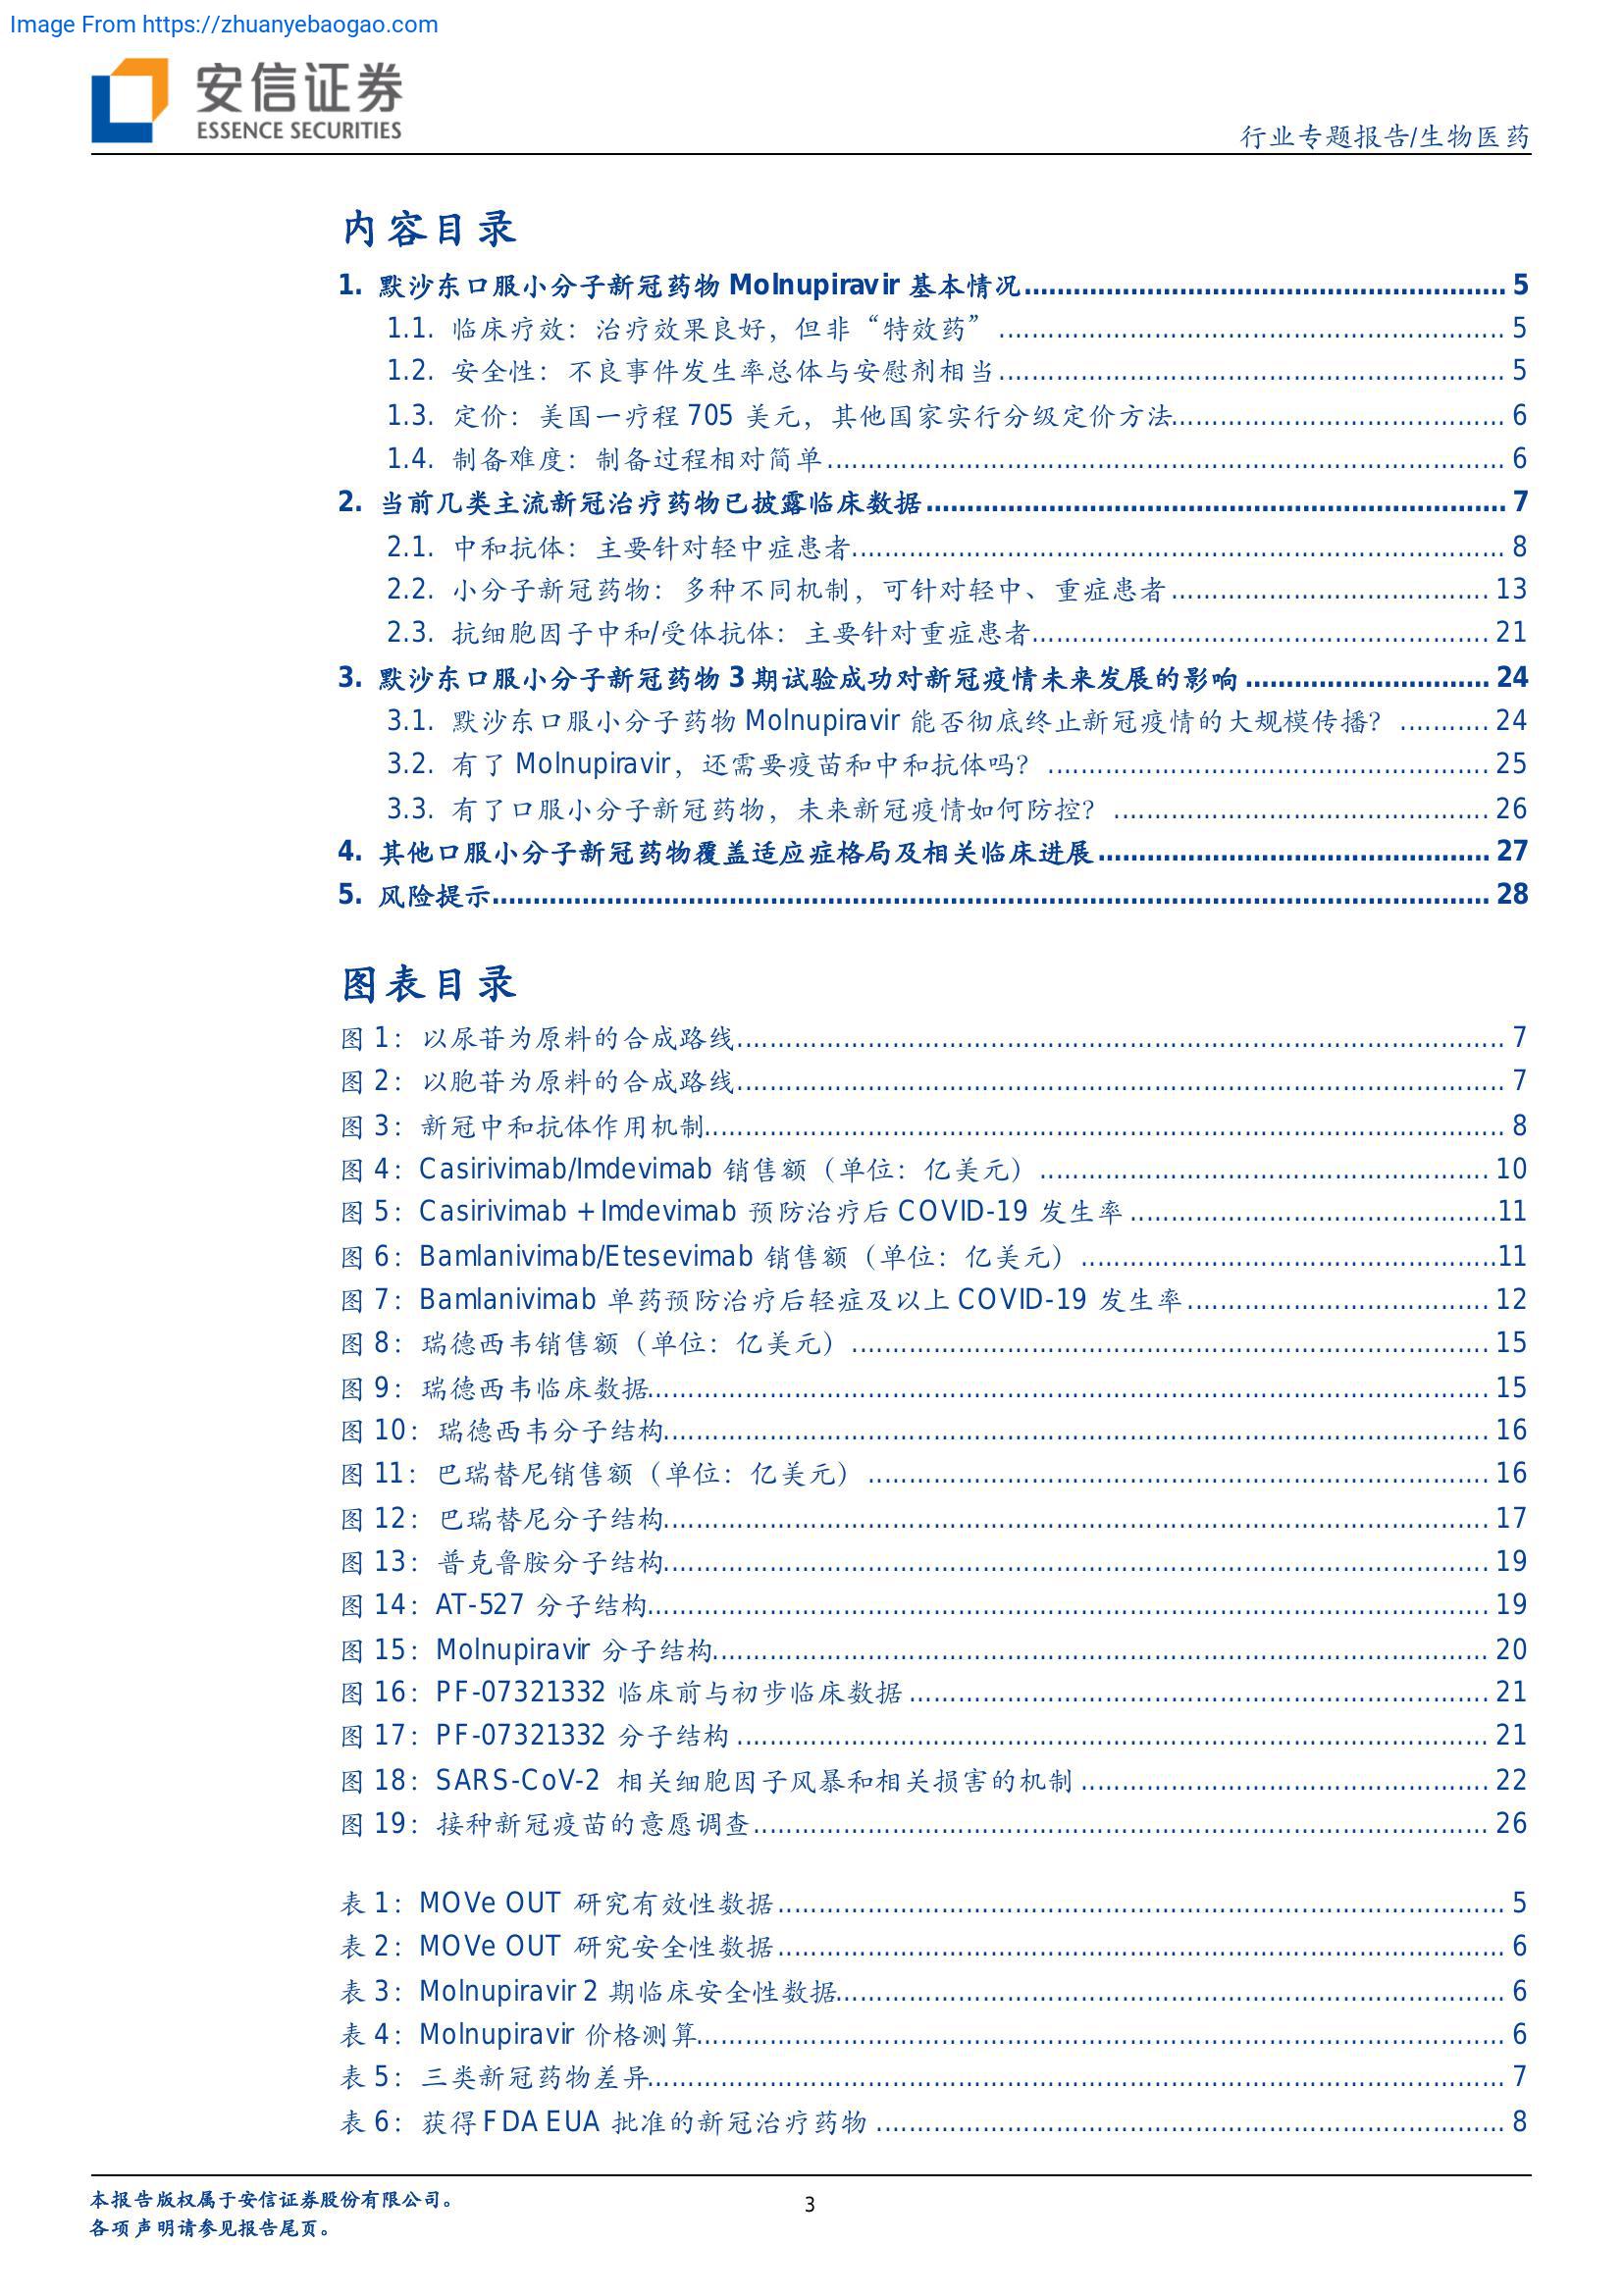 Image From https://zhuanyebaogao.com
安信证券
ESSENCE SECURITIES
行业专题报告/生物医药
内容目录
1. 默沙东口服小分子新冠药物 Molnupiravir 基本情况 5
1.1. 临床疗效：治疗效果良好，但非“特效药” 5
1.2. 安全性：不良事件发生率总体与安慰剂相当 5
1.3. 定价：美国一疗程 705 美元，其他国家实行分级定价方法 6
1.4. 制备难度：制备过程相对简单 6
2. 当前几类主流新冠治疗药物已披露临床数据 7
2.1. 中和抗体：主要针对轻中症患者 8
2.2. 小分子新冠药物：多种不同机制，可针对轻中、重症患者 13
2.3. 抗细胞因子中和/受体抗体：主要针对重症患者 21
3. 默沙东口服小分子新冠药物 3 期试验成功对新冠疫情未来发展的影响 24
3.1. 默沙东口服小分子药物 Molnupiravir 能否彻底终止新冠疫情的大规模传播？ 24
3.2. 有了 Molnupiravir，还需要疫苗和中和抗体吗？ 25
3.3. 有了口服小分子新冠药物，未来新冠疫情如何防控？ 26
4. 其他口服小分子新冠药物覆盖适应症格局及相关临床进展 27
5. 风险提示 28
图表目录
图 1：以尿苷为原料的合成路线 7
图 2：以胞苷为原料的合成路线 7
图 3：新冠中和抗体作用机制 8
图 4：Casirivimab/Imdevimab 销售额（单位：亿美元） 10
图 5：Casirivimab + Imdevimab 预防治疗后 COVID-19 发生率 11
图 6：Bamlanivimab/Etesevimab 销售额（单位：亿美元） 11
图 7：Bamlanivimab 单药预防治疗后轻症及以上 COVID-19 发生率 12
图 8：瑞德西韦销售额（单位：亿美元） 15
图 9：瑞德西韦临床数据 15
图 10：瑞德西韦分子结构 16
图 11：巴瑞替尼销售额（单位：亿美元） 16
图 12：巴瑞替尼分子结构 17
图 13：普克鲁胺分子结构 19
图 14：AT-527 分子结构 19
图 15：Molnupiravir 分子结构 20
图 16：PF-07321332 临床前与初步临床数据 21
图 17：PF-07321332 分子结构 21
图 18：SARS-CoV-2 相关细胞因子风暴和相关损害的机制 22
图 19：接种新冠疫苗的意愿调查 26
表 1：MOVe OUT 研究有效性数据 5
表 2：MOVe OUT 研究安全性数据 6
表 3：Molnupiravir 2 期临床安全性数据 6
表 4：Molnupiravir 价格测算 6
表 5：三类新冠药物差异 7
表 6：获得 FDA EUA 批准的新冠治疗药物 8
本报告版权属于安信证券股份有限公司。
各项声明请参见报告尾页。
3